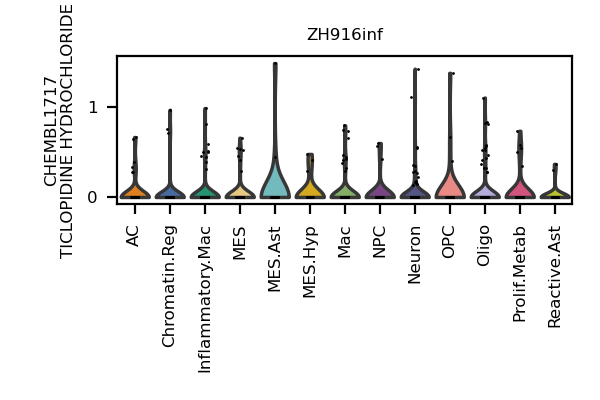 ZH916inf
CHEMBL1717
TICLOPIDINE HYDROCHLORIDE
1
0
AC
Chromatin.Reg
Inflammatory.Mac
MES
MES.Ast
MES.Hyp
Mac
NPC
Neuron
OPC
Oligo
Prolif.Metab
Reactive.Ast